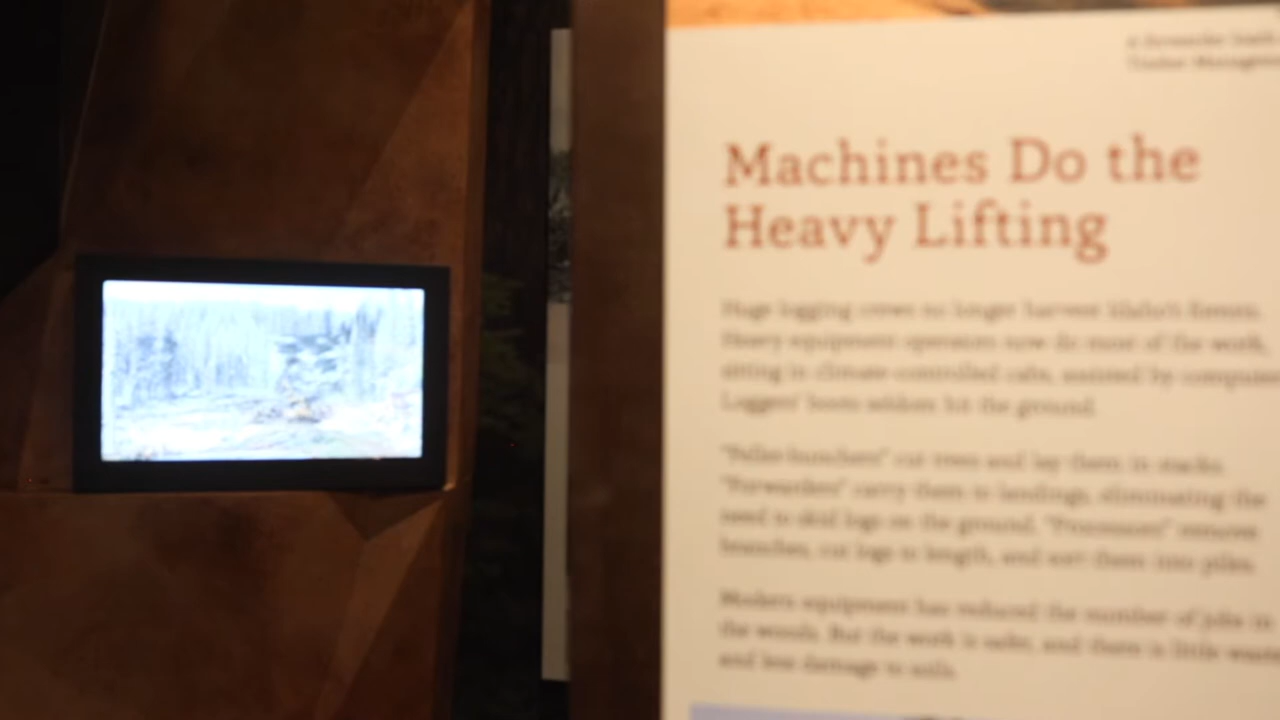 Timber Managem
Machines Do the
Heavy Lifting
Huge logging crews no longer harvest Idaho's forests.
Heavy equipment operators now do most of the work,
sitting in climate-controlled cabs, assisted by computer
Loggers' boots seldom hit the ground.
"Feller-bunchers" cut trees and lay them in stacks.
"Forwarders" carry them to landings, eliminating the
need to skid logs on the ground. "Processors" remove
branches, cut logs to length, and sort them into piles.
Modern equipment has reduced the number of jobs in
the woods. But the work is safer, and there is little waste
and less damage to soils.